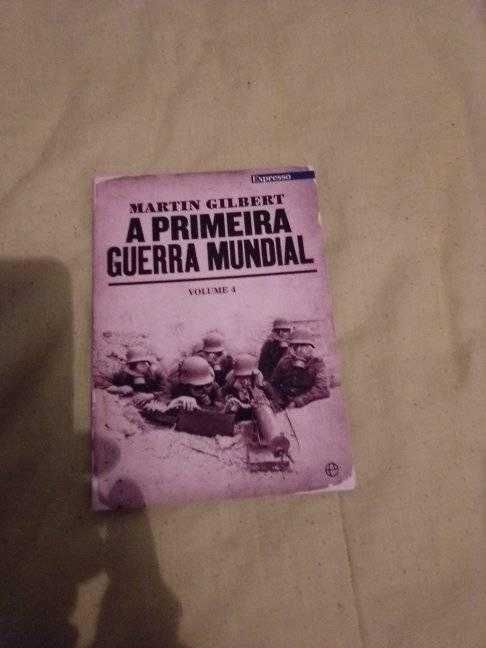 Expresso
MARTIN GILBERT
A PRIMEIRA
GUERRA MUNDIAL
VOLUME 4